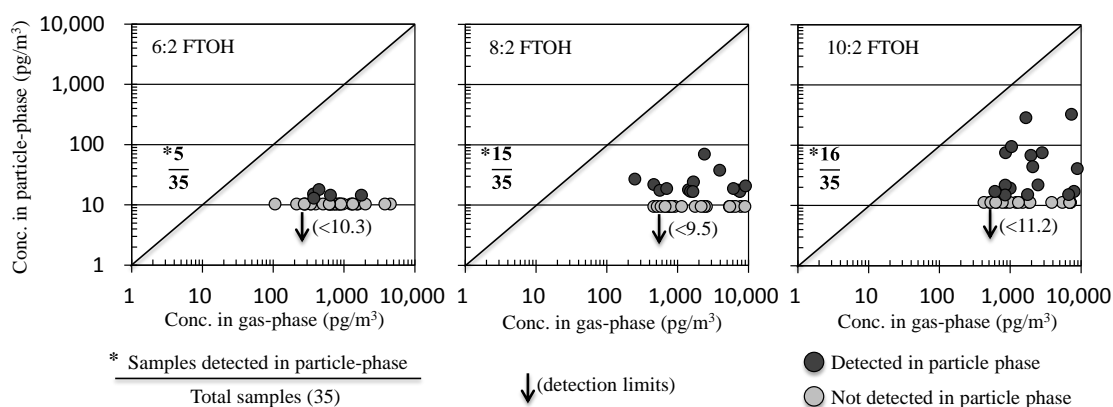 Conc. in particle-phase (pg/m³)
10,000
1,000
100
10
1
6:2 FTOH
*5
35
(<10.3)
1 10 100 1,000 10,000
Conc. in gas-phase (pg/m³)
8:2 FTOH
*15
35
(<9.5)
1 10 100 1,000 10,000
Conc. in gas-phase (pg/m³)
10:2 FTOH
*16
35
(<11.2)
1 10 100 1,000 10,000
Conc. in gas-phase (pg/m³)
* Samples detected in particle-phase
Total samples (35)
(detection limits)
Detected in particle phase
Not detected in particle phase